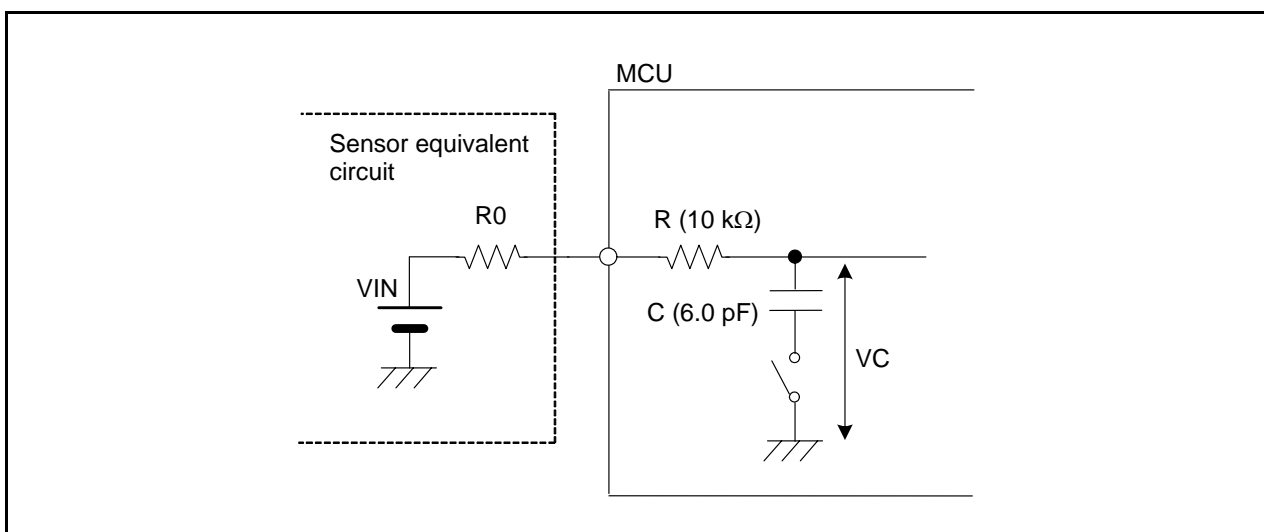 MCU
Sensor equivalent
circuit
R0
R (10 kΩ)
VIN
C (6.0 pF)
VC